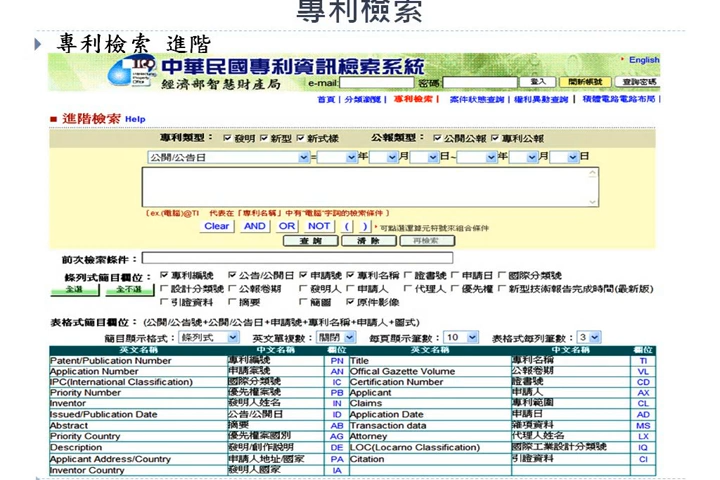 專利檢索
專利檢索 進階
English
中華民國專利資訊檢索系統
經濟部智慧財產局 e-mail: 密碼: 登入 開新帳號 查詢密碼
首頁 | 分類瀏覽 | 專利檢索 | 案件狀態查詢 | 權利異動查詢 | 積體電路電路布局 |
進階檢索 Help
專利類型: 發明 新型 新式樣 公報類型: 公開公報 專利公報
公開/公告日 = 年 月 日~ 年 月 日
(ex.(電腦)@TI 代表在「專利名稱」中有"電腦"字詞的檢索條件)
Clear AND OR NOT ( ) *可點選運算元符號來組合條件
查詢 清除 再檢索
前次檢索條件:
條列式簡目欄位: 專利編號 公告/公開日 申請號 專利名稱 證書號 申請日 國際分類號
全選 全不選 設計分類號 公報卷期 發明人 申請人 代理人 優先權 新型技術報告完成時間(最新版)
引證資料 摘要 簡圖 原件影像
表格式簡目欄位: (公開/公告號+公開/公告日+申請號+專利名稱+申請人+圖式)
簡目顯示格式: 條列式 英文單複數: 關閉 每頁顯示筆數: 10 表格式每列筆數: 3
英文名稱 中文名稱 欄位 英文名稱 中文名稱 欄位
Patent/Publication Number 專利編號 PN Title 專利名稱 TI
Application Number 申請案號 AN Offical Gazette Volume 公報卷期 VL
IPC(International Classification) 國際分類號 IC Certification Number 證書號 CD
Priority Number 優先權案號 PB Applicant 申請人 AX
Inventor 發明人姓名 IN Claims 專利範圍 CL
Issued/Publication Date 公告/公開日 ID Application Date 申請日 AD
Abstract 摘要 AB Transaction data 雜項資料 MS
Priority Country 優先權案國別 AG Attorney 代理人姓名 LX
Description 發明/創作說明 DE LOC(Locarno Classification) 國際工業設計分類號 IQ
Applicant Address/Country 申請人地址/國家 PA Citation 引證資料 CI
Inventor Country 發明人國家 IA